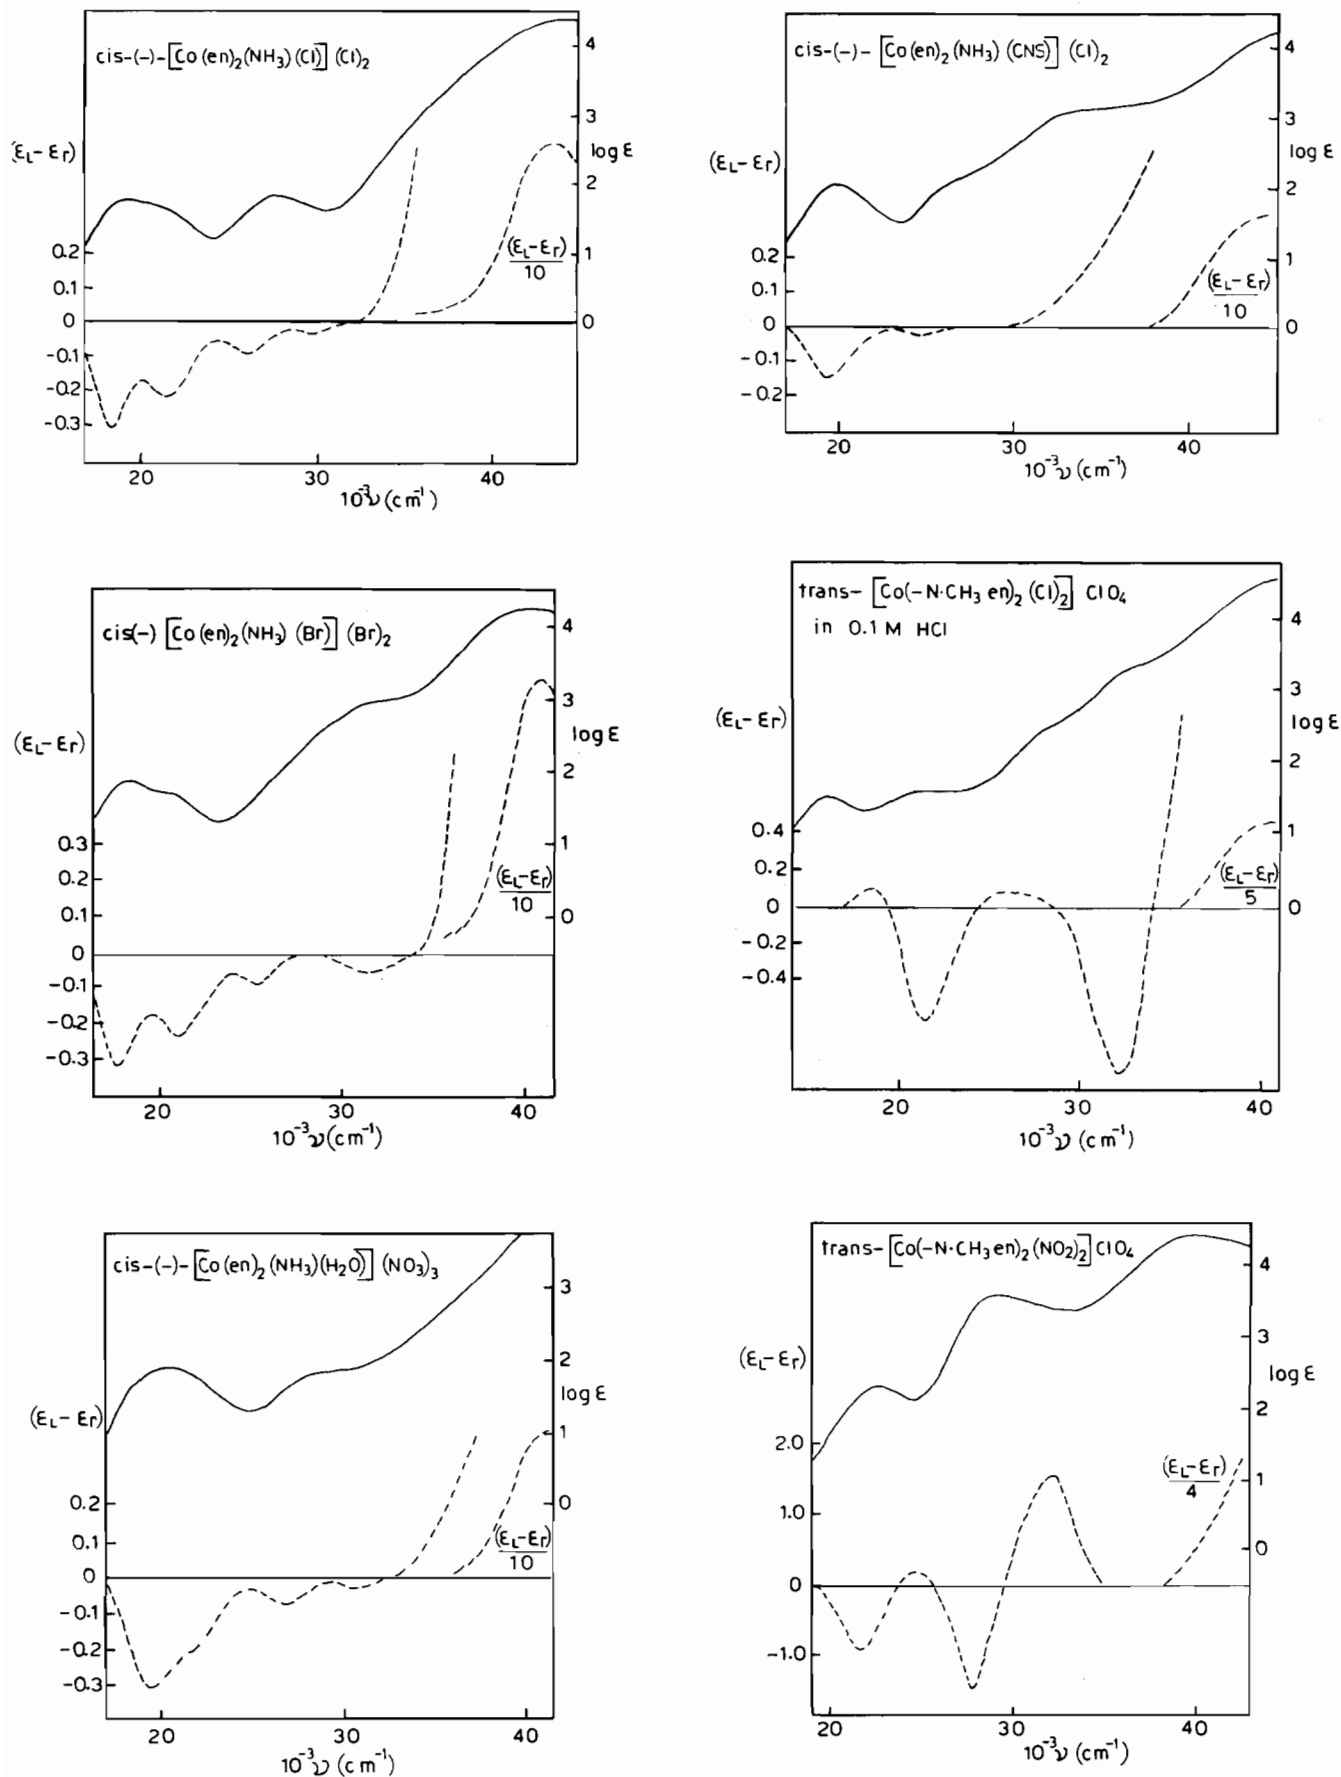 cis-(-)-[Co(en)₂(NH₃)(Cl)](Cl)₂
(εL-εr)
log ε
4
3
2
1
0
0.2
0.1
0
-0.1
-0.2
-0.3
(εL-εr)
10
20
30
40
10⁻³ν (cm⁻¹)
cis-(-)-[Co(en)₂(NH₃)(CNS)](Cl)₂
(εL-εr)
log ε
4
3
2
1
0
0.2
0.1
0
-0.1
-0.2
(εL-εr)
10
20
30
40
10⁻³ν (cm⁻¹)
cis(-)[Co(en)₂(NH₃)(Br)](Br)₂
(εL-εr)
log ε
4
3
2
1
0
0.3
0.2
0.1
0
-0.1
-0.2
-0.3
(εL-εr)
10
20
30
40
10⁻³ν(cm⁻¹)
trans-[Co(-N·CH₃en)₂(Cl)₂]ClO₄
in 0.1 M HCl
(εL-εr)
log ε
4
3
2
1
0
0.4
0.2
0
-0.2
-0.4
(εL-εr)
5
20
30
40
10⁻³ν (cm⁻¹)
cis-(-)-[Co(en)₂(NH₃)(H₂O)](NO₃)₃
(εL-εr)
log ε
3
2
1
0
0.2
0.1
0
-0.1
-0.2
-0.3
(εL-εr)
10
20
30
40
10⁻³ν (cm⁻¹)
trans-[Co(-N·CH₃en)₂(NO₂)₂]ClO₄
(εL-εr)
log ε
4
3
2
1
0
2.0
1.0
0
-1.0
(εL-εr)
4
20
30
40
10⁻³ν (cm⁻¹)